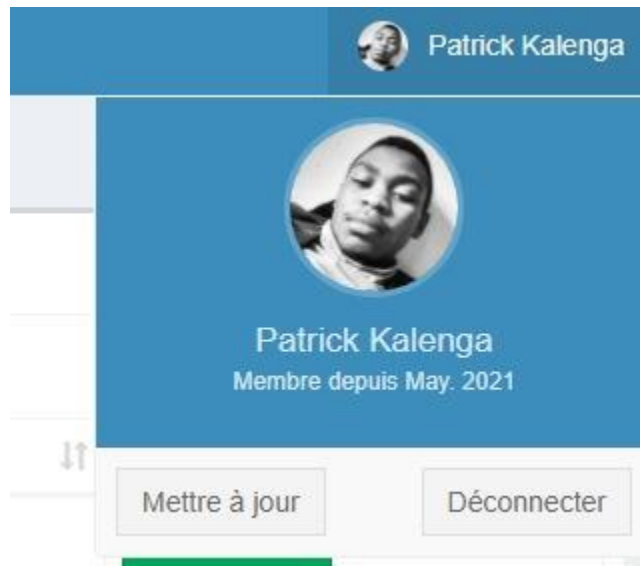 Patrick Kalenga
Patrick Kalenga
Membre depuis May. 2021
Mettre à jour
Déconnecter